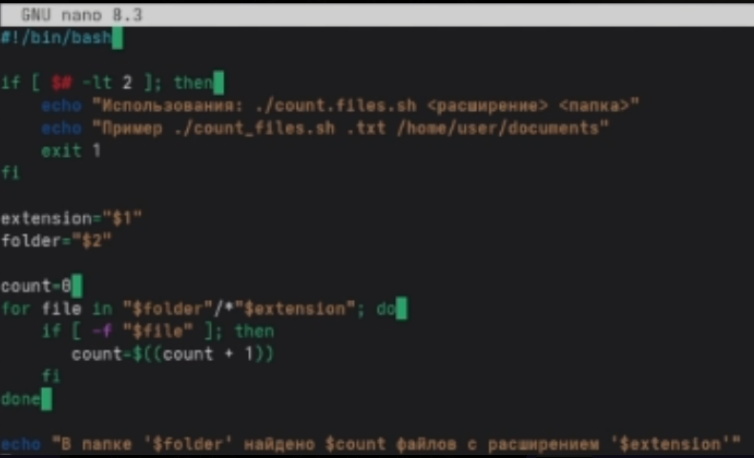 GNU nano 8.3
#!/bin/bash
if [ $# -lt 2 ]; then
echo "Использования: ./count.files.sh <расширение> <папка>"
echo "Пример ./count_files.sh .txt /home/user/documents"
exit 1
fi
extension="$1"
folder="$2"
count=0
for file in "$folder"/*"$extension"; do
if [ -f "$file" ]; then
count=$((count + 1))
fi
done
echo "В папке '$folder' найдено $count файлов с расширением '$extension'"